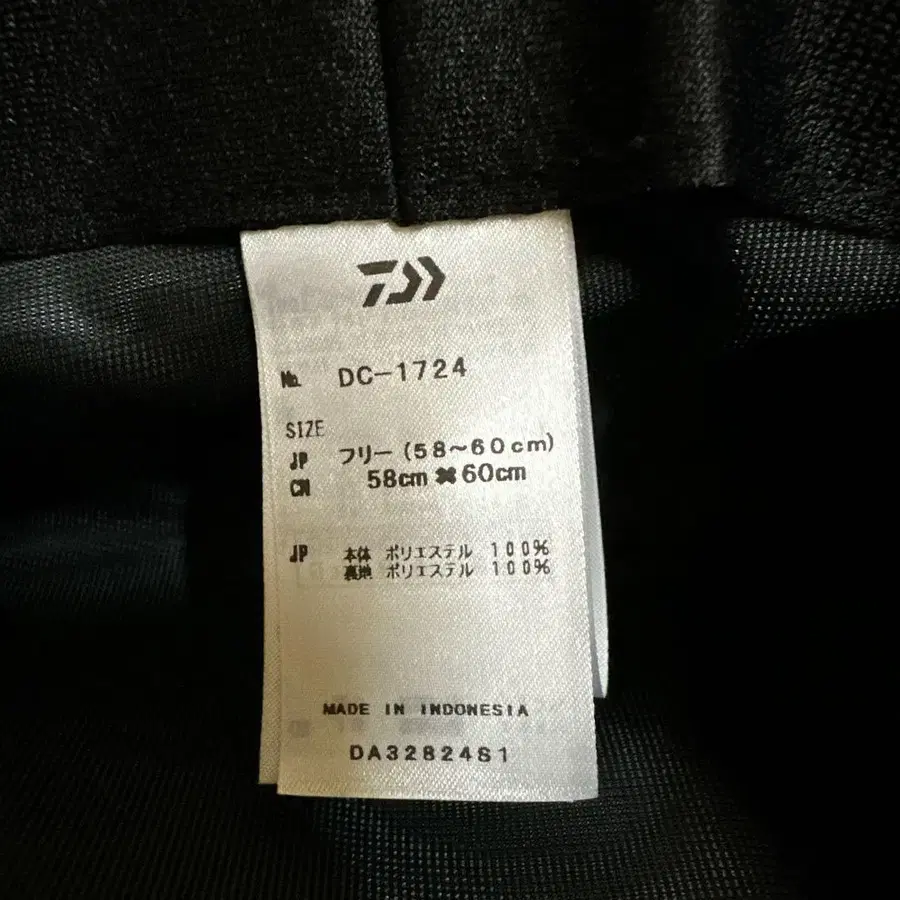 No. DC-1724
SIZE
JP フリー(58~60cm)
CN 58cm✖60cm
JP 本体 ポリエステル 100%
裏地 ポリエステル 100%
MADE IN INDONESIA
DA32824S1